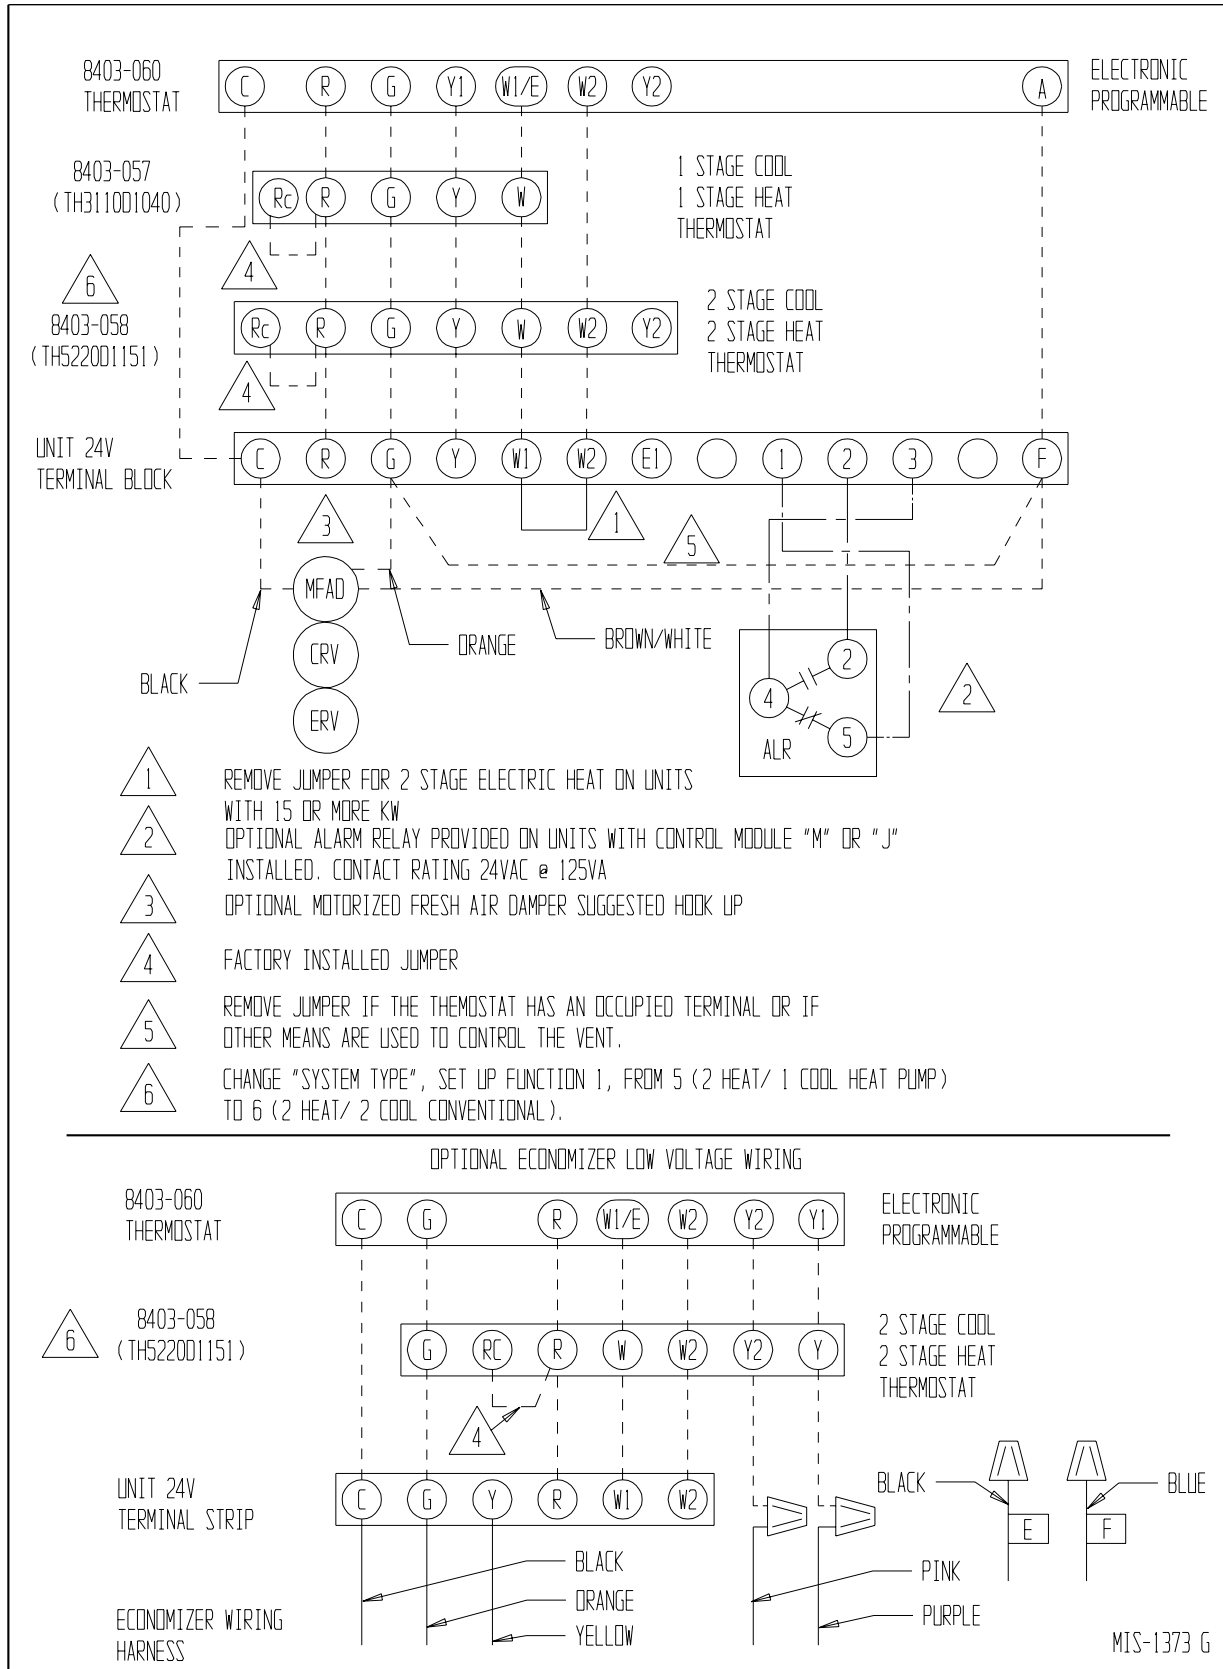 8403-060
THERMOSTAT
C R G Y1 W1/E W2 Y2 A
ELECTRONIC
PROGRAMMABLE
8403-057
(TH3110D1040)
Rc R G Y W
1 STAGE COOL
1 STAGE HEAT
THERMOSTAT
4
6
8403-058
(TH5220D1151)
Rc R G Y W W2 Y2
2 STAGE COOL
2 STAGE HEAT
THERMOSTAT
4
UNIT 24V
TERMINAL BLOCK
C R G Y W1 W2 E1 1 2 3 F
3
1
5
MFAD
CRV
ERV
BLACK
ORANGE
BROWN/WHITE
2
4
5
ALR
2
1 REMOVE JUMPER FOR 2 STAGE ELECTRIC HEAT ON UNITS
WITH 15 OR MORE KW
2 OPTIONAL ALARM RELAY PROVIDED ON UNITS WITH CONTROL MODULE "M" OR "J"
INSTALLED. CONTACT RATING 24VAC @ 125VA
3 OPTIONAL MOTORIZED FRESH AIR DAMPER SUGGESTED HOOK UP
4 FACTORY INSTALLED JUMPER
5 REMOVE JUMPER IF THE THEMOSTAT HAS AN OCCUPIED TERMINAL OR IF
OTHER MEANS ARE USED TO CONTROL THE VENT.
6 CHANGE "SYSTEM TYPE", SET UP FUNCTION 1, FROM 5 (2 HEAT/ 1 COOL HEAT PUMP)
TO 6 (2 HEAT/ 2 COOL CONVENTIONAL).
OPTIONAL ECONOMIZER LOW VOLTAGE WIRING
8403-060
THERMOSTAT
C G R W1/E W2 Y2 Y1
ELECTRONIC
PROGRAMMABLE
6
8403-058
(TH5220D1151)
G RC R W W2 Y2 Y
2 STAGE COOL
2 STAGE HEAT
THERMOSTAT
4
UNIT 24V
TERMINAL STRIP
C G Y R W1 W2
BLACK
BLUE
E
F
BLACK
ORANGE
YELLOW
PINK
PURPLE
ECONOMIZER WIRING
HARNESS
MIS-1373 G